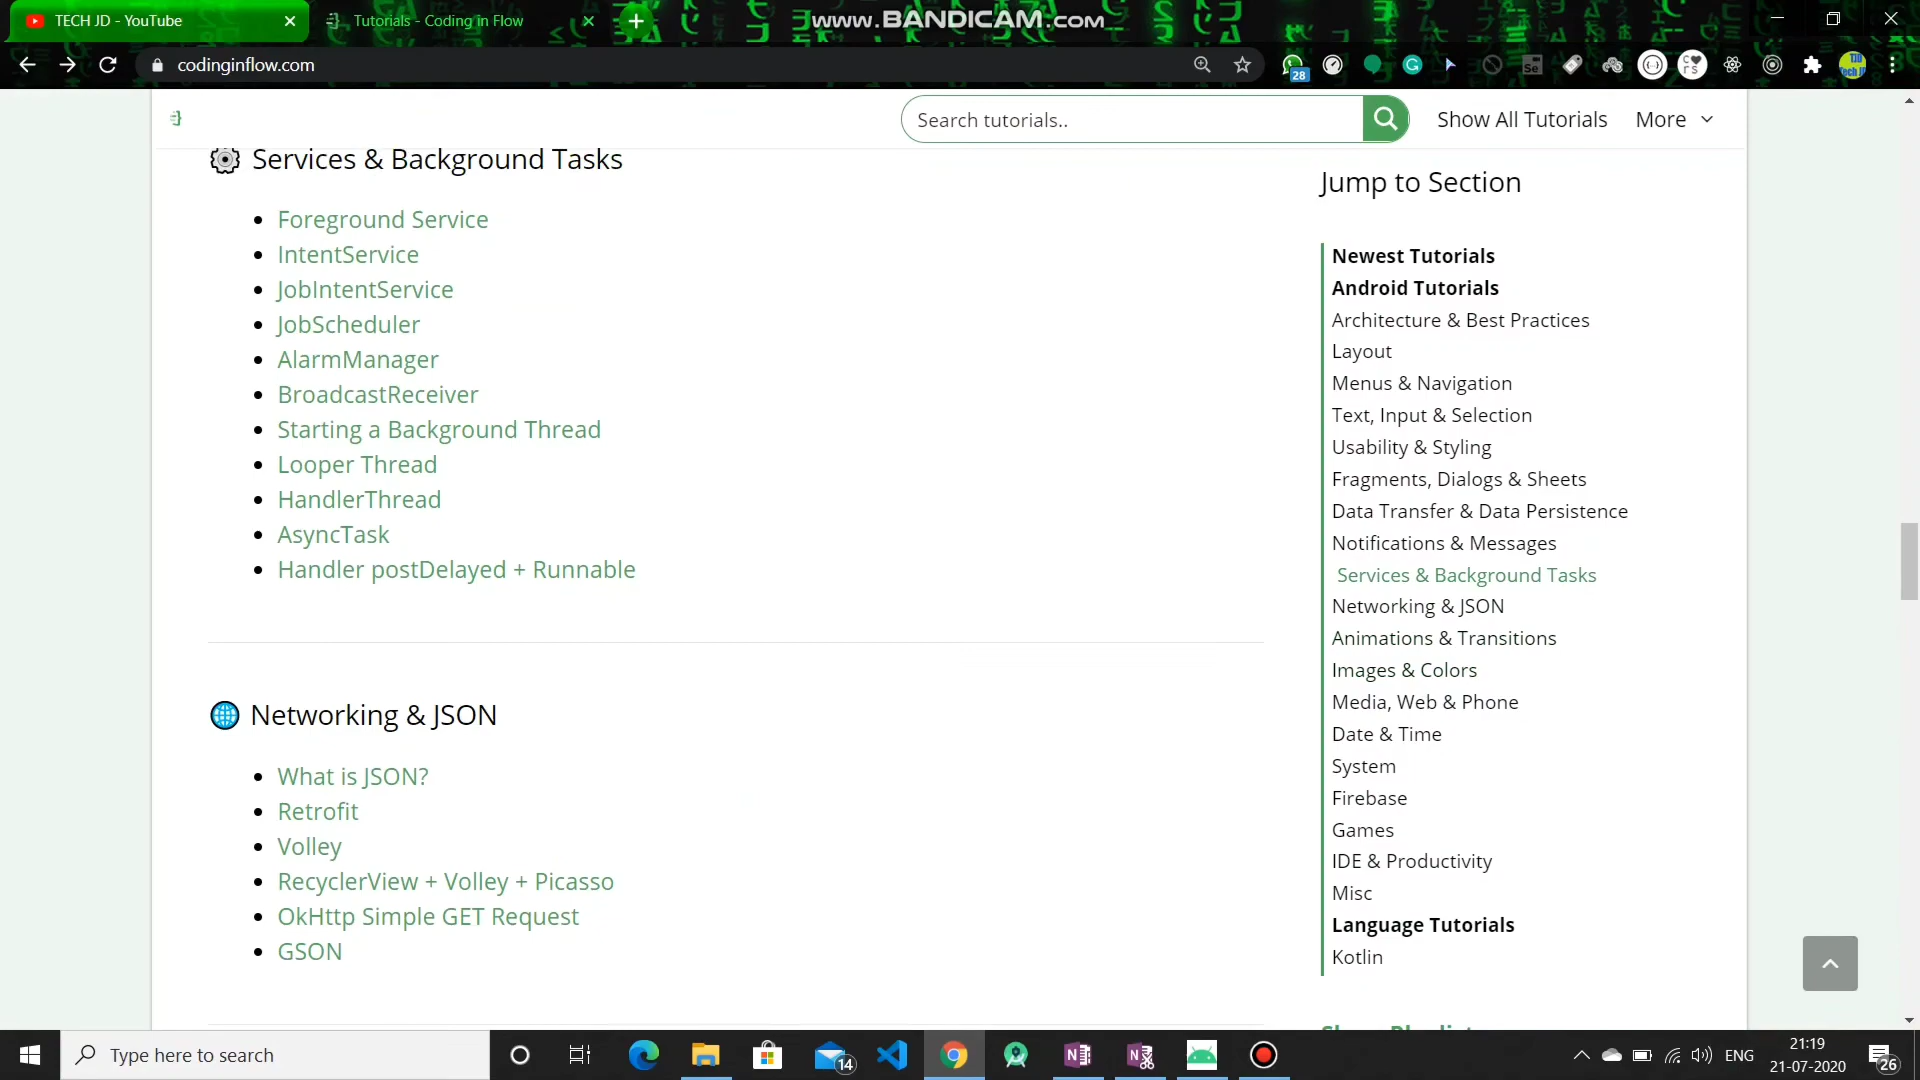 TECH JD - YouTube
Tutorials - Coding in Flow
www.BANDICAM.com
codinginflow.com
28
Search tutorials..
Show All Tutorials
More
Services & Background Tasks
Foreground Service
IntentService
JobIntentService
JobScheduler
AlarmManager
BroadcastReceiver
Starting a Background Thread
Looper Thread
HandlerThread
AsyncTask
Handler postDelayed + Runnable
Networking & JSON
What is JSON?
Retrofit
Volley
RecyclerView + Volley + Picasso
OkHttp Simple GET Request
GSON
Jump to Section
Newest Tutorials
Android Tutorials
Architecture & Best Practices
Layout
Menus & Navigation
Text, Input & Selection
Usability & Styling
Fragments, Dialogs & Sheets
Data Transfer & Data Persistence
Notifications & Messages
Services & Background Tasks
Networking & JSON
Animations & Transitions
Images & Colors
Media, Web & Phone
Date & Time
System
Firebase
Games
IDE & Productivity
Misc
Language Tutorials
Kotlin
Type here to search
14
ENG
21:19
21-07-2020
26